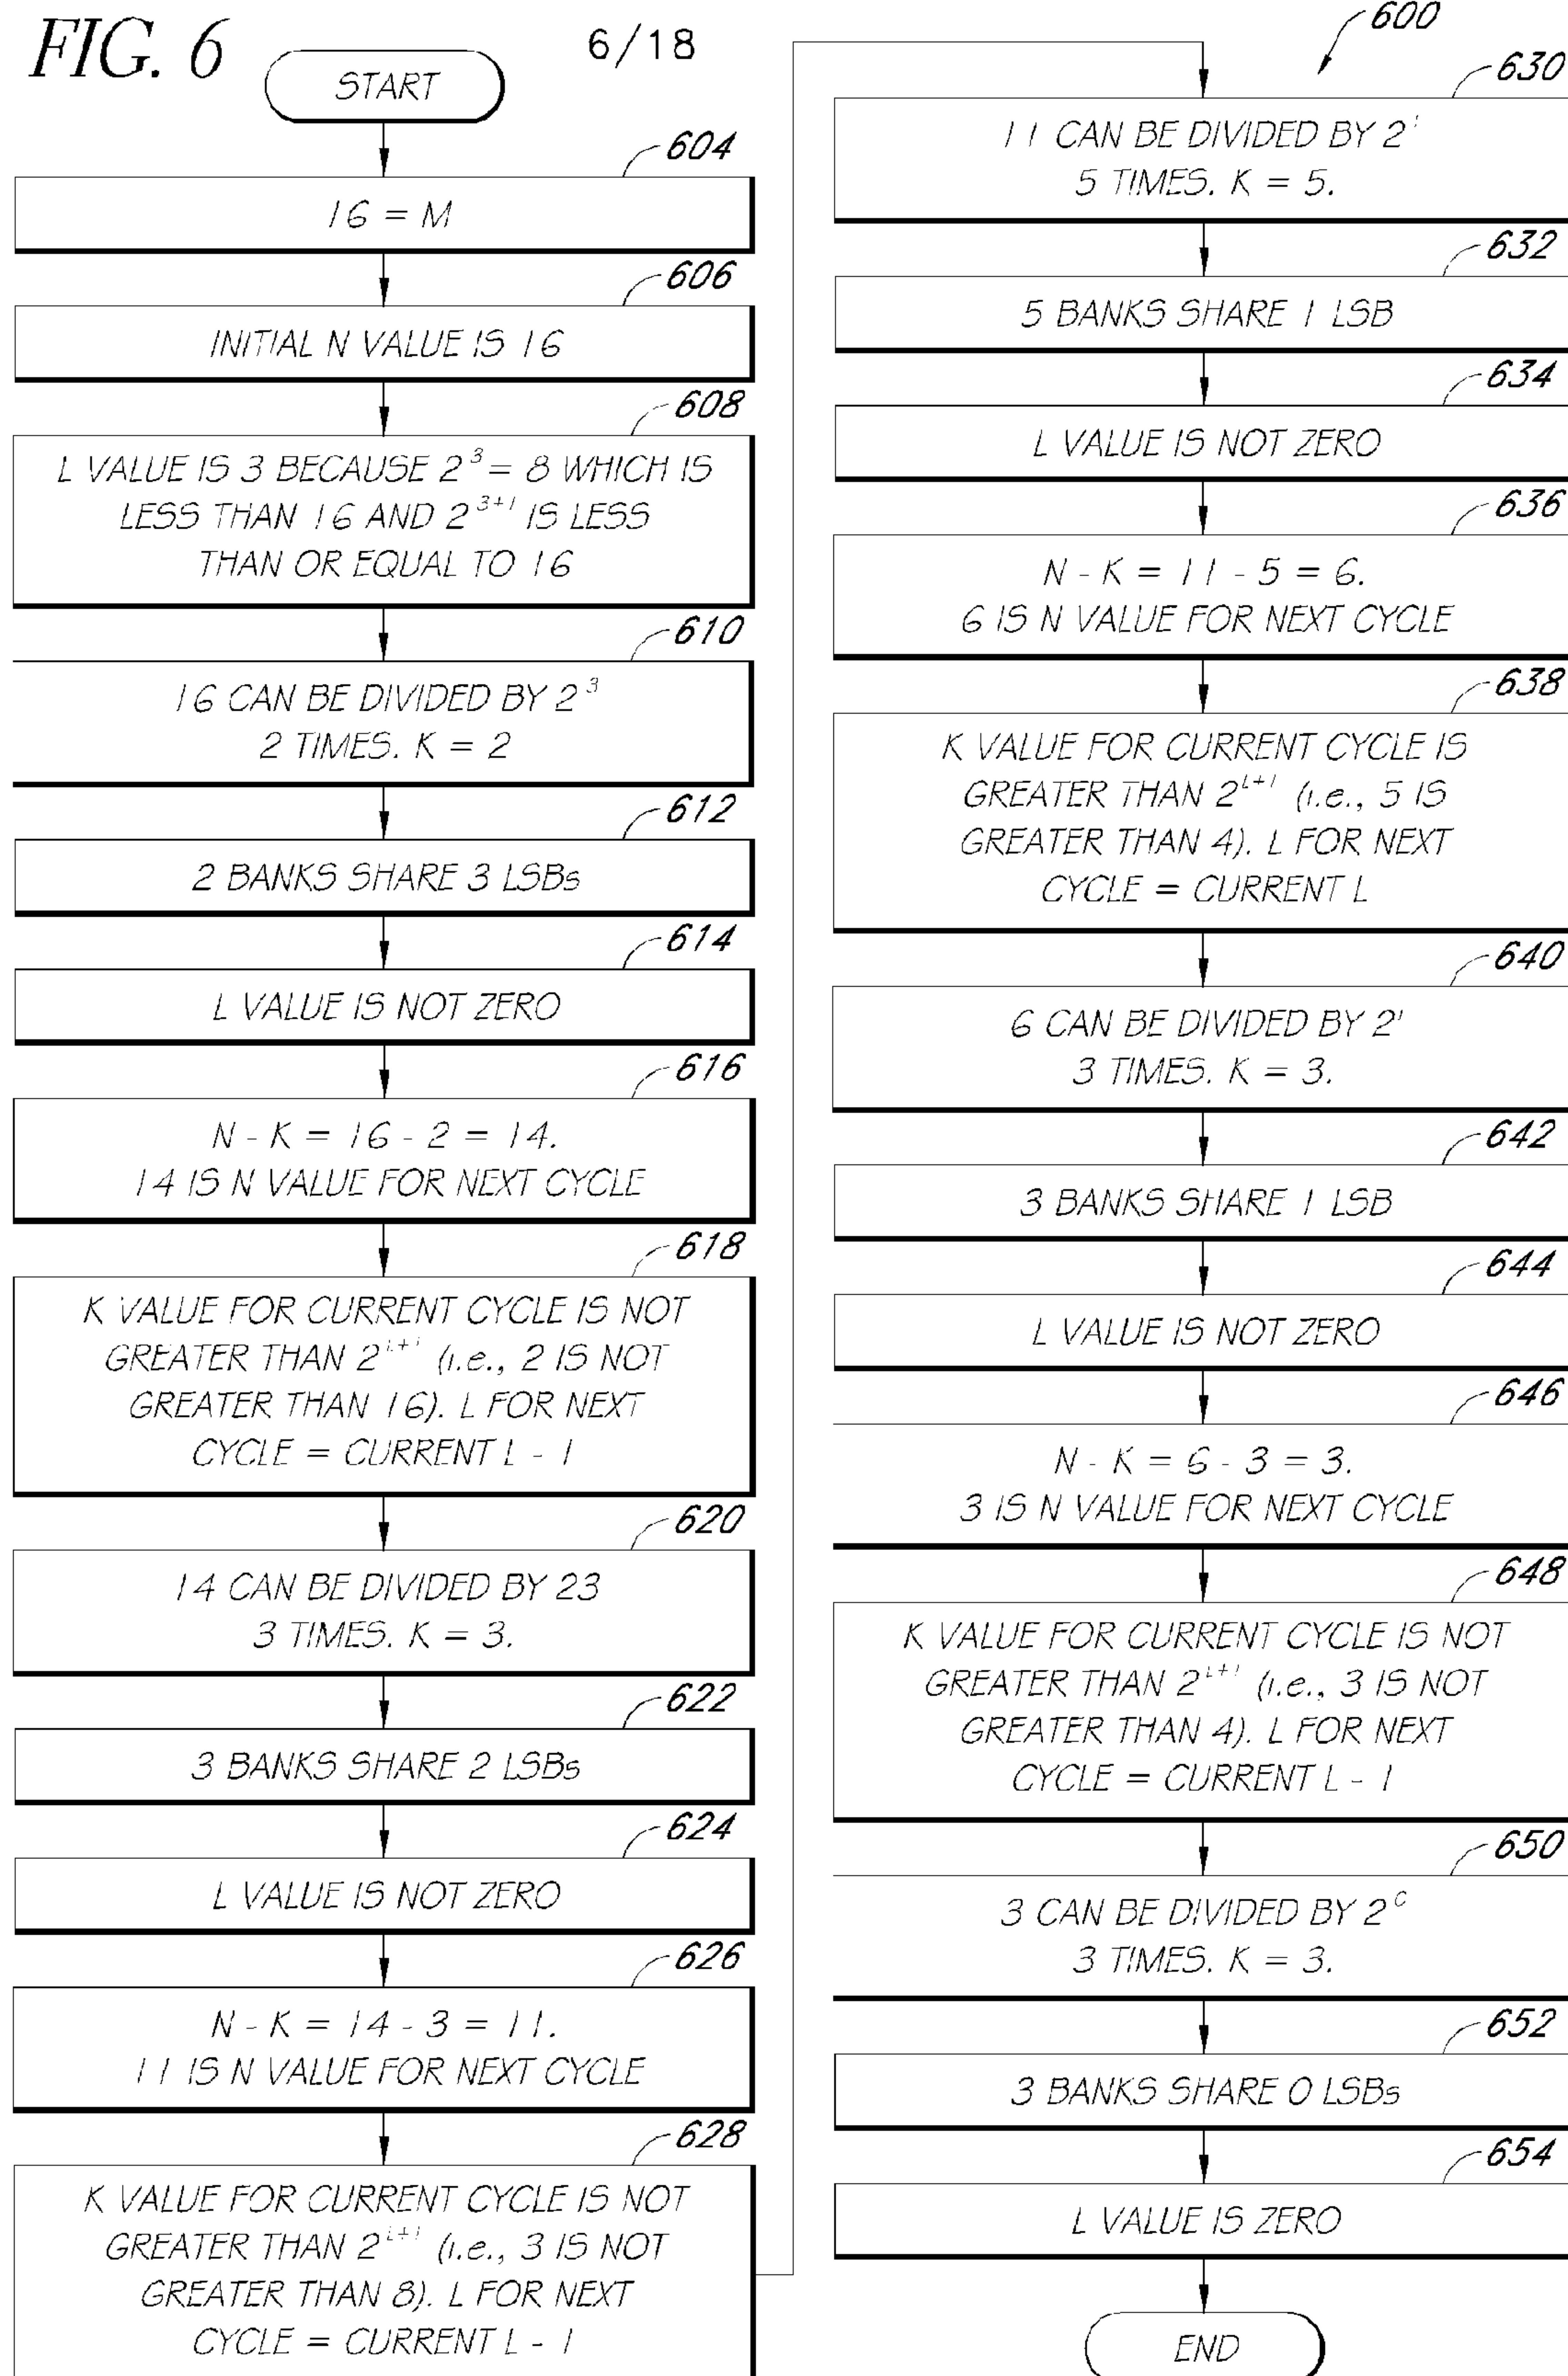 FIG. 6
6/18
600
START
604
16 = M
606
INITIAL N VALUE IS 16
608
L VALUE IS 3 BECAUSE 2³ = 8 WHICH IS
LESS THAN 16 AND 2³⁺¹ IS LESS
THAN OR EQUAL TO 16
610
16 CAN BE DIVIDED BY 2³
2 TIMES. K = 2
612
2 BANKS SHARE 3 LSBs
614
L VALUE IS NOT ZERO
616
N - K = 16 - 2 = 14.
14 IS N VALUE FOR NEXT CYCLE
618
K VALUE FOR CURRENT CYCLE IS NOT
GREATER THAN 2ᴸ⁺¹ (i.e., 2 IS NOT
GREATER THAN 16). L FOR NEXT
CYCLE = CURRENT L - 1
620
14 CAN BE DIVIDED BY 23
3 TIMES. K = 3.
622
3 BANKS SHARE 2 LSBs
624
L VALUE IS NOT ZERO
626
N - K = 14 - 3 = 11.
11 IS N VALUE FOR NEXT CYCLE
628
K VALUE FOR CURRENT CYCLE IS NOT
GREATER THAN 2ᴸ⁺¹ (i.e., 3 IS NOT
GREATER THAN 8). L FOR NEXT
CYCLE = CURRENT L - 1
630
11 CAN BE DIVIDED BY 2¹
5 TIMES. K = 5.
632
5 BANKS SHARE 1 LSB
634
L VALUE IS NOT ZERO
636
N - K = 11 - 5 = 6.
6 IS N VALUE FOR NEXT CYCLE
638
K VALUE FOR CURRENT CYCLE IS
GREATER THAN 2ᴸ⁺¹ (i.e., 5 IS
GREATER THAN 4). L FOR NEXT
CYCLE = CURRENT L
640
6 CAN BE DIVIDED BY 2¹
3 TIMES. K = 3.
642
3 BANKS SHARE 1 LSB
644
L VALUE IS NOT ZERO
646
N - K = 6 - 3 = 3.
3 IS N VALUE FOR NEXT CYCLE
648
K VALUE FOR CURRENT CYCLE IS NOT
GREATER THAN 2ᴸ⁺¹ (i.e., 3 IS NOT
GREATER THAN 4). L FOR NEXT
CYCLE = CURRENT L - 1
650
3 CAN BE DIVIDED BY 2⁰
3 TIMES. K = 3.
652
3 BANKS SHARE 0 LSBs
654
L VALUE IS ZERO
END